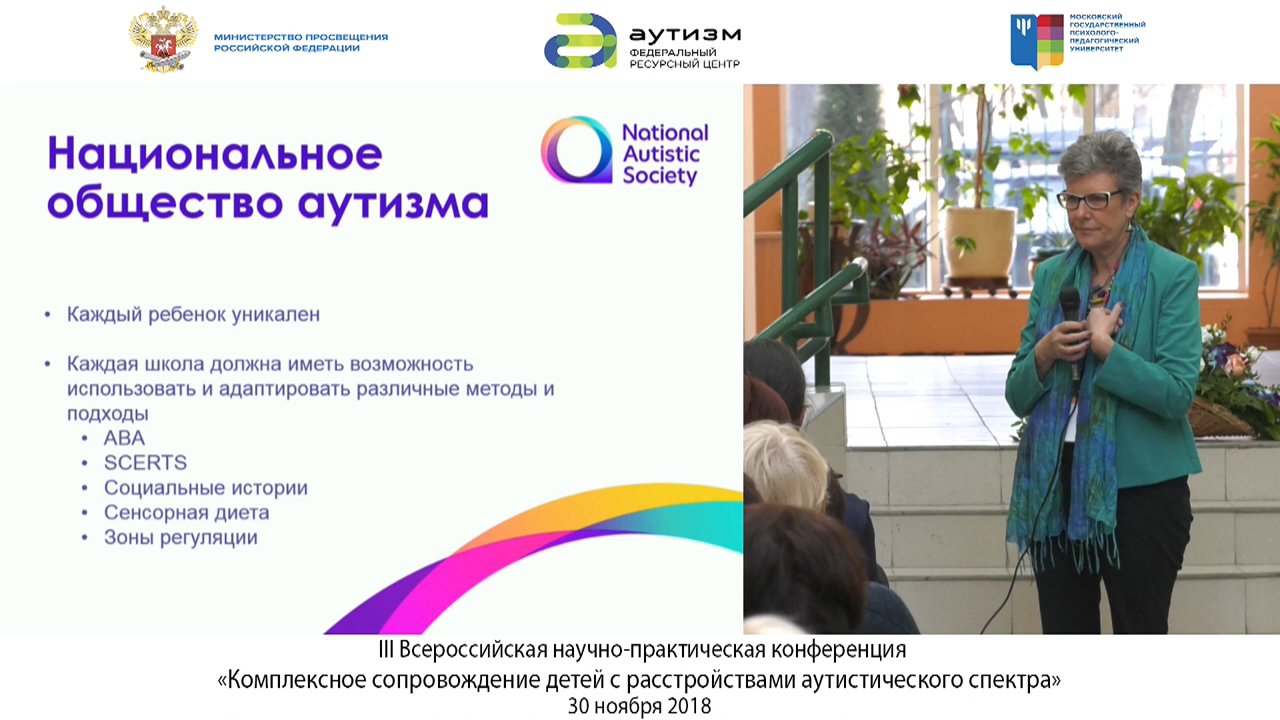 МИНИСТЕРСТВО ПРОСВЕЩЕНИЯ
РОССИЙСКОЙ ФЕДЕРАЦИИ
аутизм
ФЕДЕРАЛЬНЫЙ
РЕСУРСНЫЙ ЦЕНТР
МОСКОВСКИЙ
ГОСУДАРСТВЕННЫЙ
ПСИХОЛОГО-
ПЕДАГОГИЧЕСКИЙ
УНИВЕРСИТЕТ
Национальное
общество аутизма
National
Autistic
Society
• Каждый ребенок уникален
• Каждая школа должна иметь возможность
использовать и адаптировать различные методы и
подходы
• ABA
• SCERTS
• Социальные истории
• Сенсорная диета
• Зоны регуляции
III Всероссийская научно-практическая конференция
«Комплексное сопровождение детей с расстройствами аутистического спектра»
30 ноября 2018